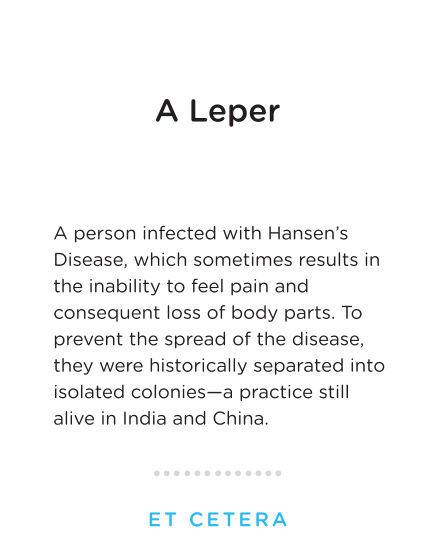 A Leper
A person infected with Hansen’s
Disease, which sometimes results in
the inability to feel pain and
consequent loss of body parts. To
prevent the spread of the disease,
they were historically separated into
isolated colonies—a practice still
alive in India and China.
ET CETERA